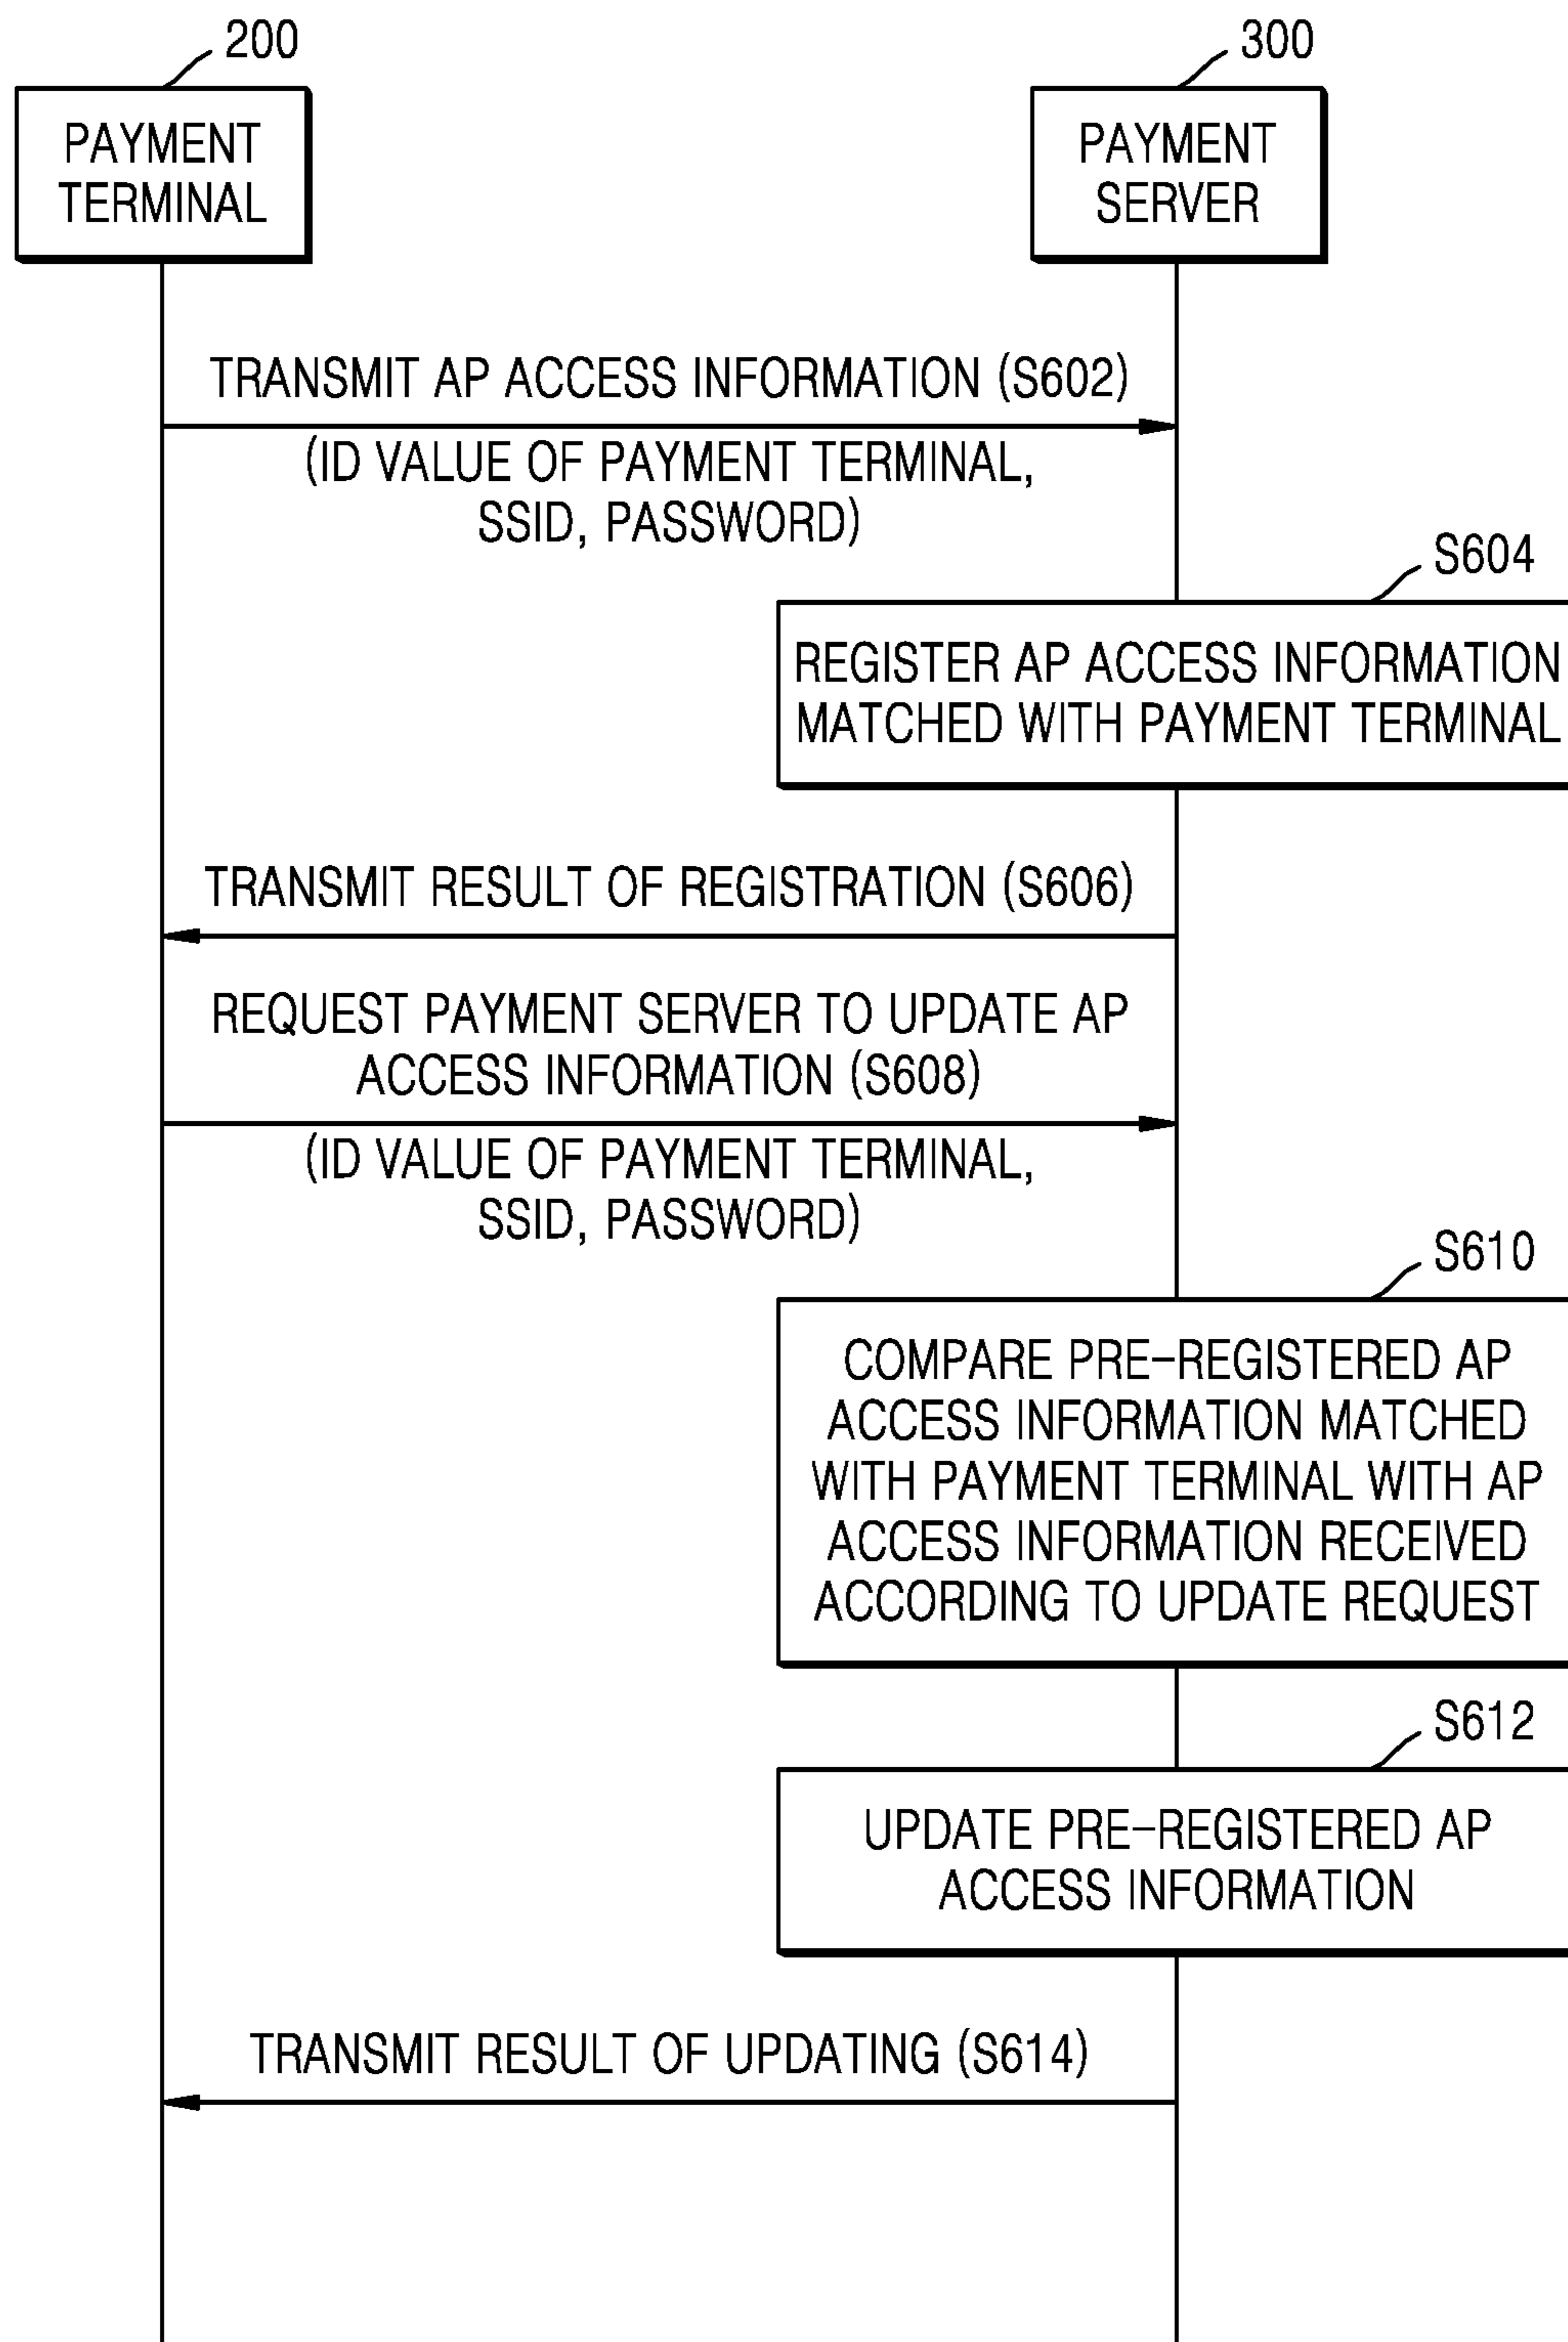 200
300
PAYMENT
TERMINAL
PAYMENT
SERVER
TRANSMIT AP ACCESS INFORMATION (S602)
(ID VALUE OF PAYMENT TERMINAL,
SSID, PASSWORD)
S604
REGISTER AP ACCESS INFORMATION
MATCHED WITH PAYMENT TERMINAL
TRANSMIT RESULT OF REGISTRATION (S606)
REQUEST PAYMENT SERVER TO UPDATE AP
ACCESS INFORMATION (S608)
(ID VALUE OF PAYMENT TERMINAL,
SSID, PASSWORD)
S610
COMPARE PRE-REGISTERED AP
ACCESS INFORMATION MATCHED
WITH PAYMENT TERMINAL WITH AP
ACCESS INFORMATION RECEIVED
ACCORDING TO UPDATE REQUEST
S612
UPDATE PRE-REGISTERED AP
ACCESS INFORMATION
TRANSMIT RESULT OF UPDATING (S614)